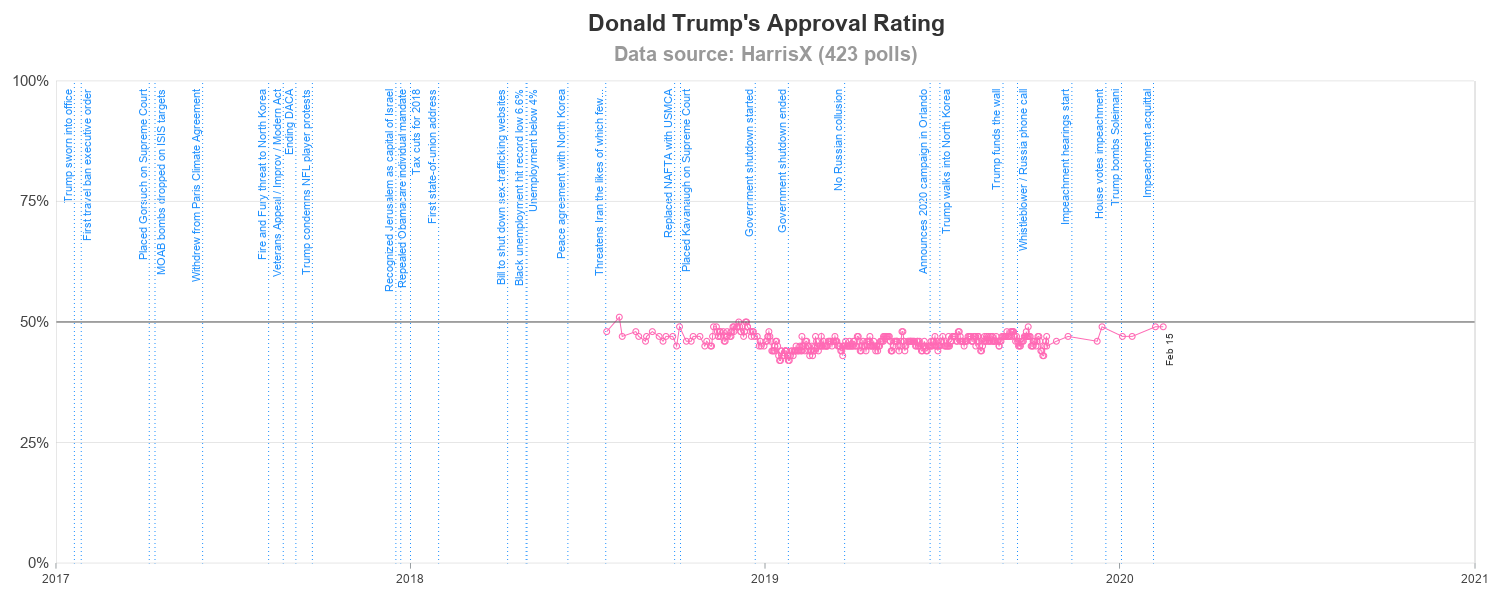 Donald Trump's Approval Rating
Data source: HarrisX (423 polls)
100%
75%
50%
25%
0%
Trump sworn into office
First travel ban executive order
Placed Gorsuch on Supreme Court
MOAB bombs dropped on ISIS targets
Withdrew from Paris Climate Agreement
Fire and Fury threat to North Korea
Veterans Appeal / Improv / Modern Act
Ending DACA
Trump condemns NFL player protests
Recognized Jerusalem as capital of Israel
Repealed Obamacare individual mandate
Tax cuts for 2018
First state-of-union address
Bill to shut down sex-trafficking websites
Black unemployment hit record low 6.6%
Unemployment below 4%
Peace agreement with North Korea
Threatens Iran the likes of which few...
Replaced NAFTA with USMCA
Placed Kavanaugh on Supreme Court
Government shutdown started
Government shutdown ended
No Russian collusion
Announces 2020 campaign in Orlando
Trump walks into North Korea
Trump funds the wall
Whistleblower / Russia phone call
Impeachment hearings start
House votes impeachment
Trump bombs Soleimani
Impeachment acquittal
Feb 15
2017
2018
2019
2020
2021